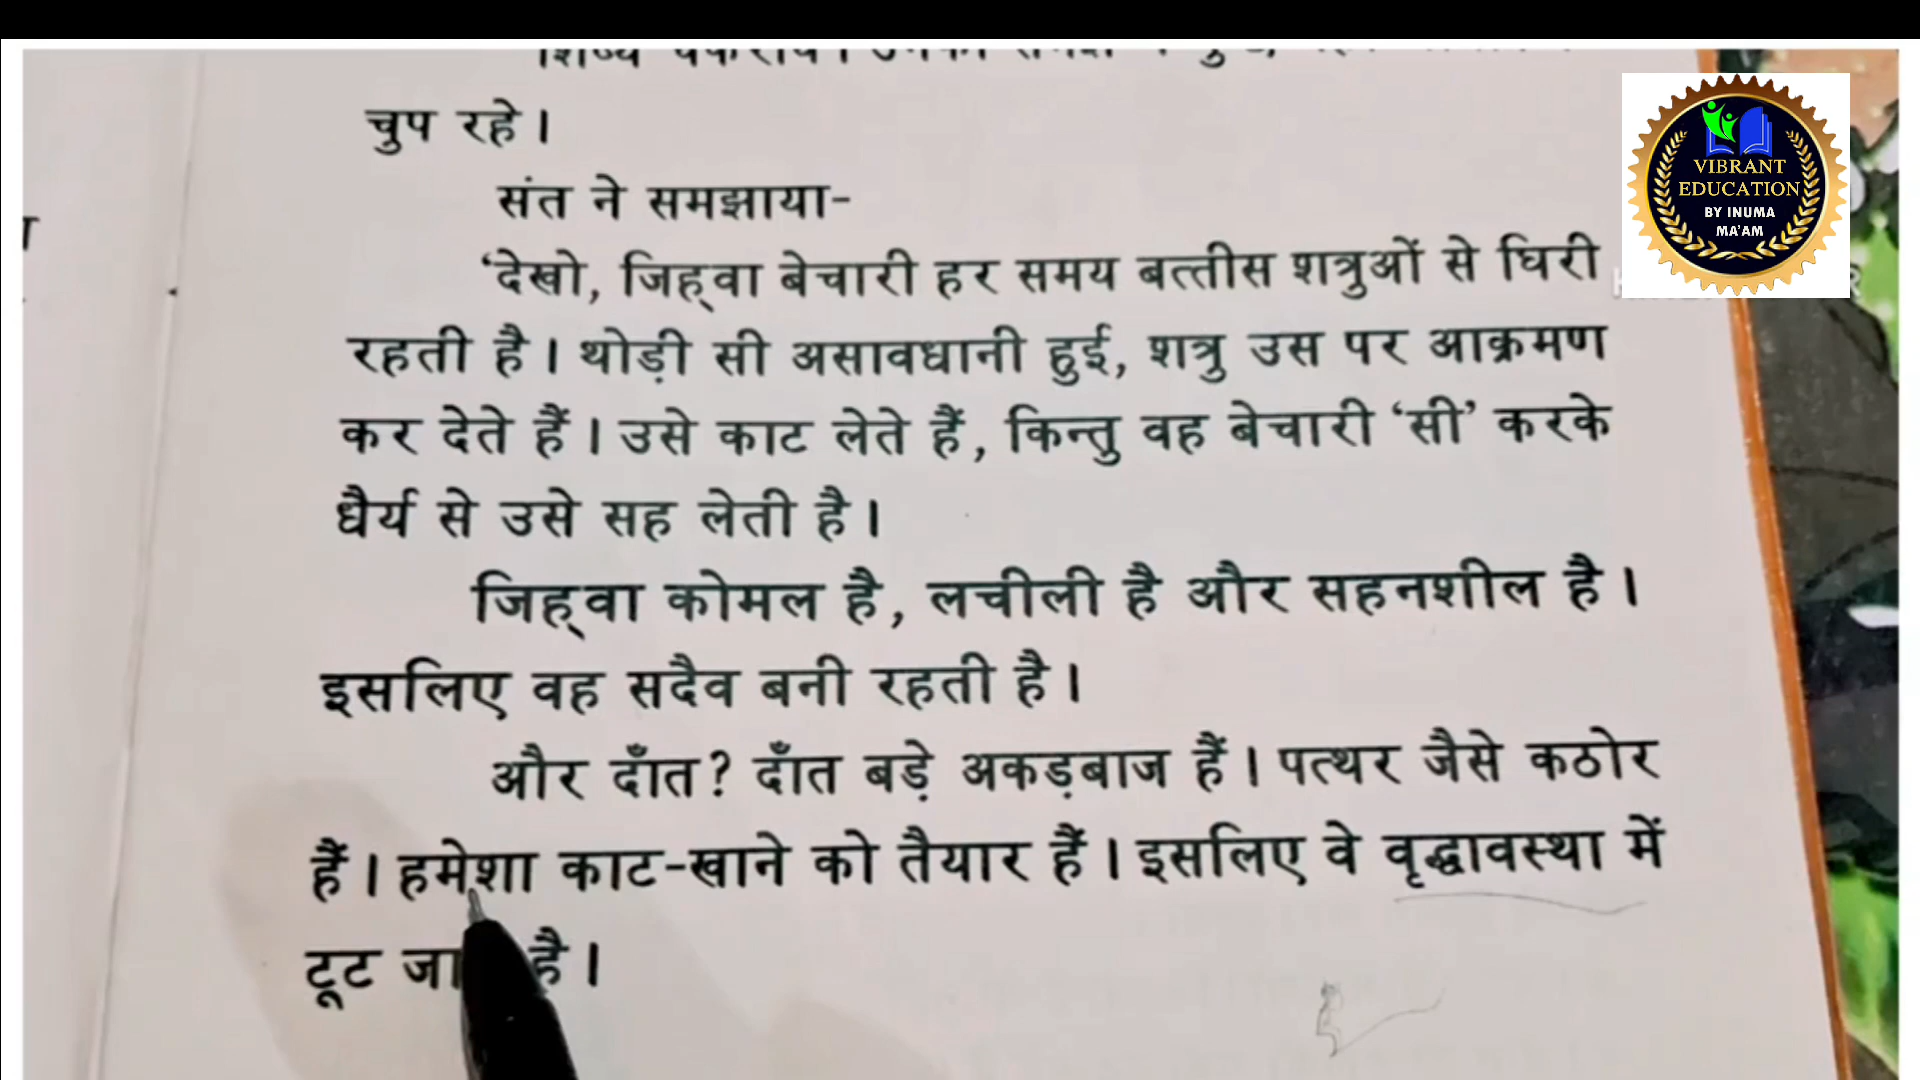 चुप रहे।
संत ने समझाया-
‘देखो, जिह्वा बेचारी हर समय बत्तीस शत्रुओं से घिरी
रहती है। थोड़ी सी असावधानी हुई, शत्रु उस पर आक्रमण
कर देते हैं। उसे काट लेते हैं, किन्तु वह बेचारी ‘सी’ करके
धैर्य से उसे सह लेती है।
जिह्वा कोमल है, लचीली है और सहनशील है।
इसलिए वह सदैव बनी रहती है।
और दाँत? दाँत बड़े अकड़बाज हैं। पत्थर जैसे कठोर
हैं। हमेशा काट-खाने को तैयार हैं। इसलिए वे वृद्धावस्था में
टूट है।
VIBRANT
EDUCATION
BY INUMA
MA'AM